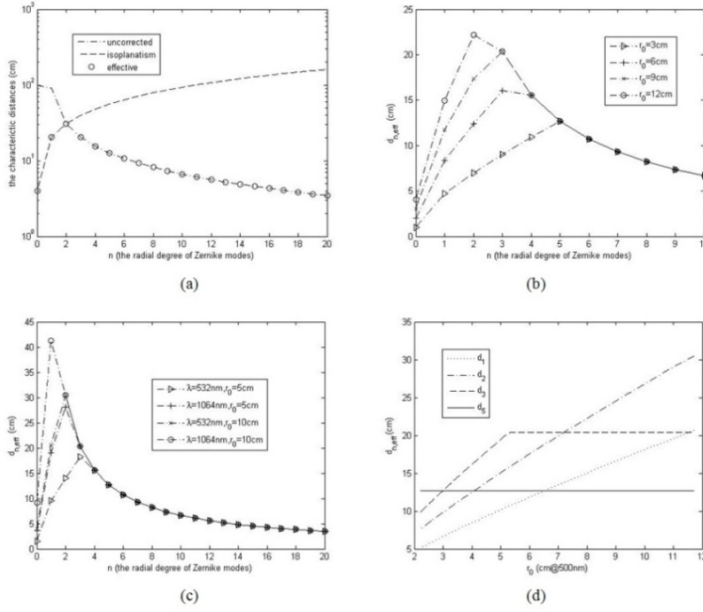 10³
10²
10¹
10⁰
the characterictic distances (cm)
uncorrected
isoplanatism
effective
0 2 4 6 8 10 12 14 16 18 20
n (the radial degree of Zernike modes)
(a)
25
20
15
10
5
0
d_n,eff (cm)
r₀=3cm
r₀=6cm
r₀=9cm
r₀=12cm
0 1 2 3 4 5 6 7 8 9 10
n (the radial degree of Zernike modes)
(b)
45
40
35
30
25
20
15
10
5
0
d_n,eff (cm)
λ=532nm,r₀=5cm
λ=1064nm,r₀=5cm
λ=532nm,r₀=10cm
λ=1064nm,r₀=10cm
0 2 4 6 8 10 12 14 16 18 20
n (the radial degree of Zernike modes)
(c)
35
30
25
20
15
10
5
d_n,eff (cm)
d₁
d₂
d₃
d₅
2 3 4 5 6 7 8 9 10 11 12
r₀ (cm@500nm)
(d)